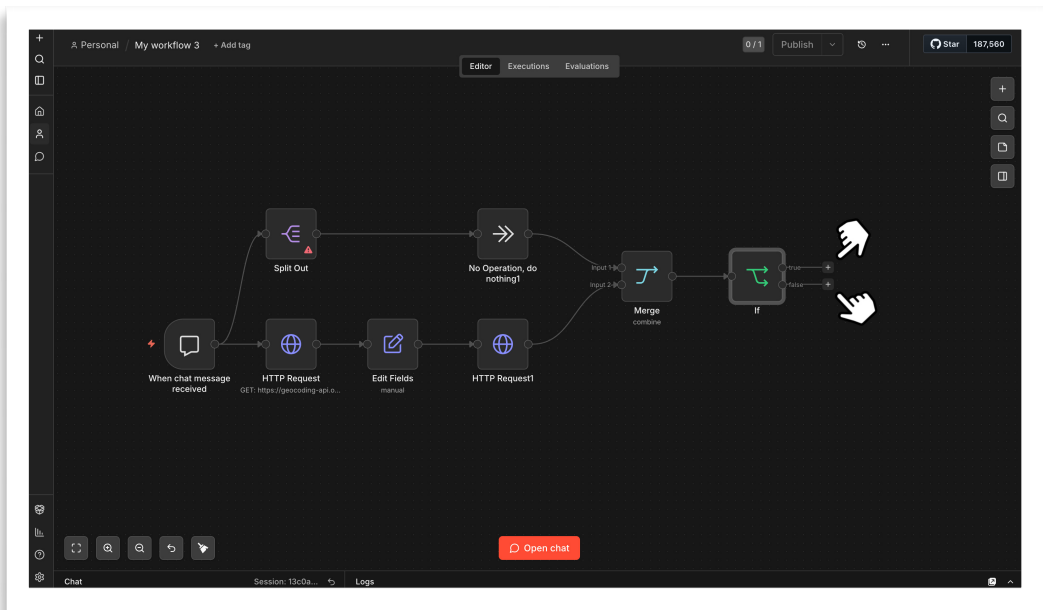 Personal / My workflow 3 + Add tag
0 / 1 Publish
Star 187,560
Editor Executions Evaluations
Split Out
No Operation, do
nothing1
Input 1
Input 2
Merge
combine
true
false
If
When chat message
received
HTTP Request
GET: https://geocoding-api.o...
Edit Fields
manual
HTTP Request1
Open chat
Chat Session: 13c0a... Logs